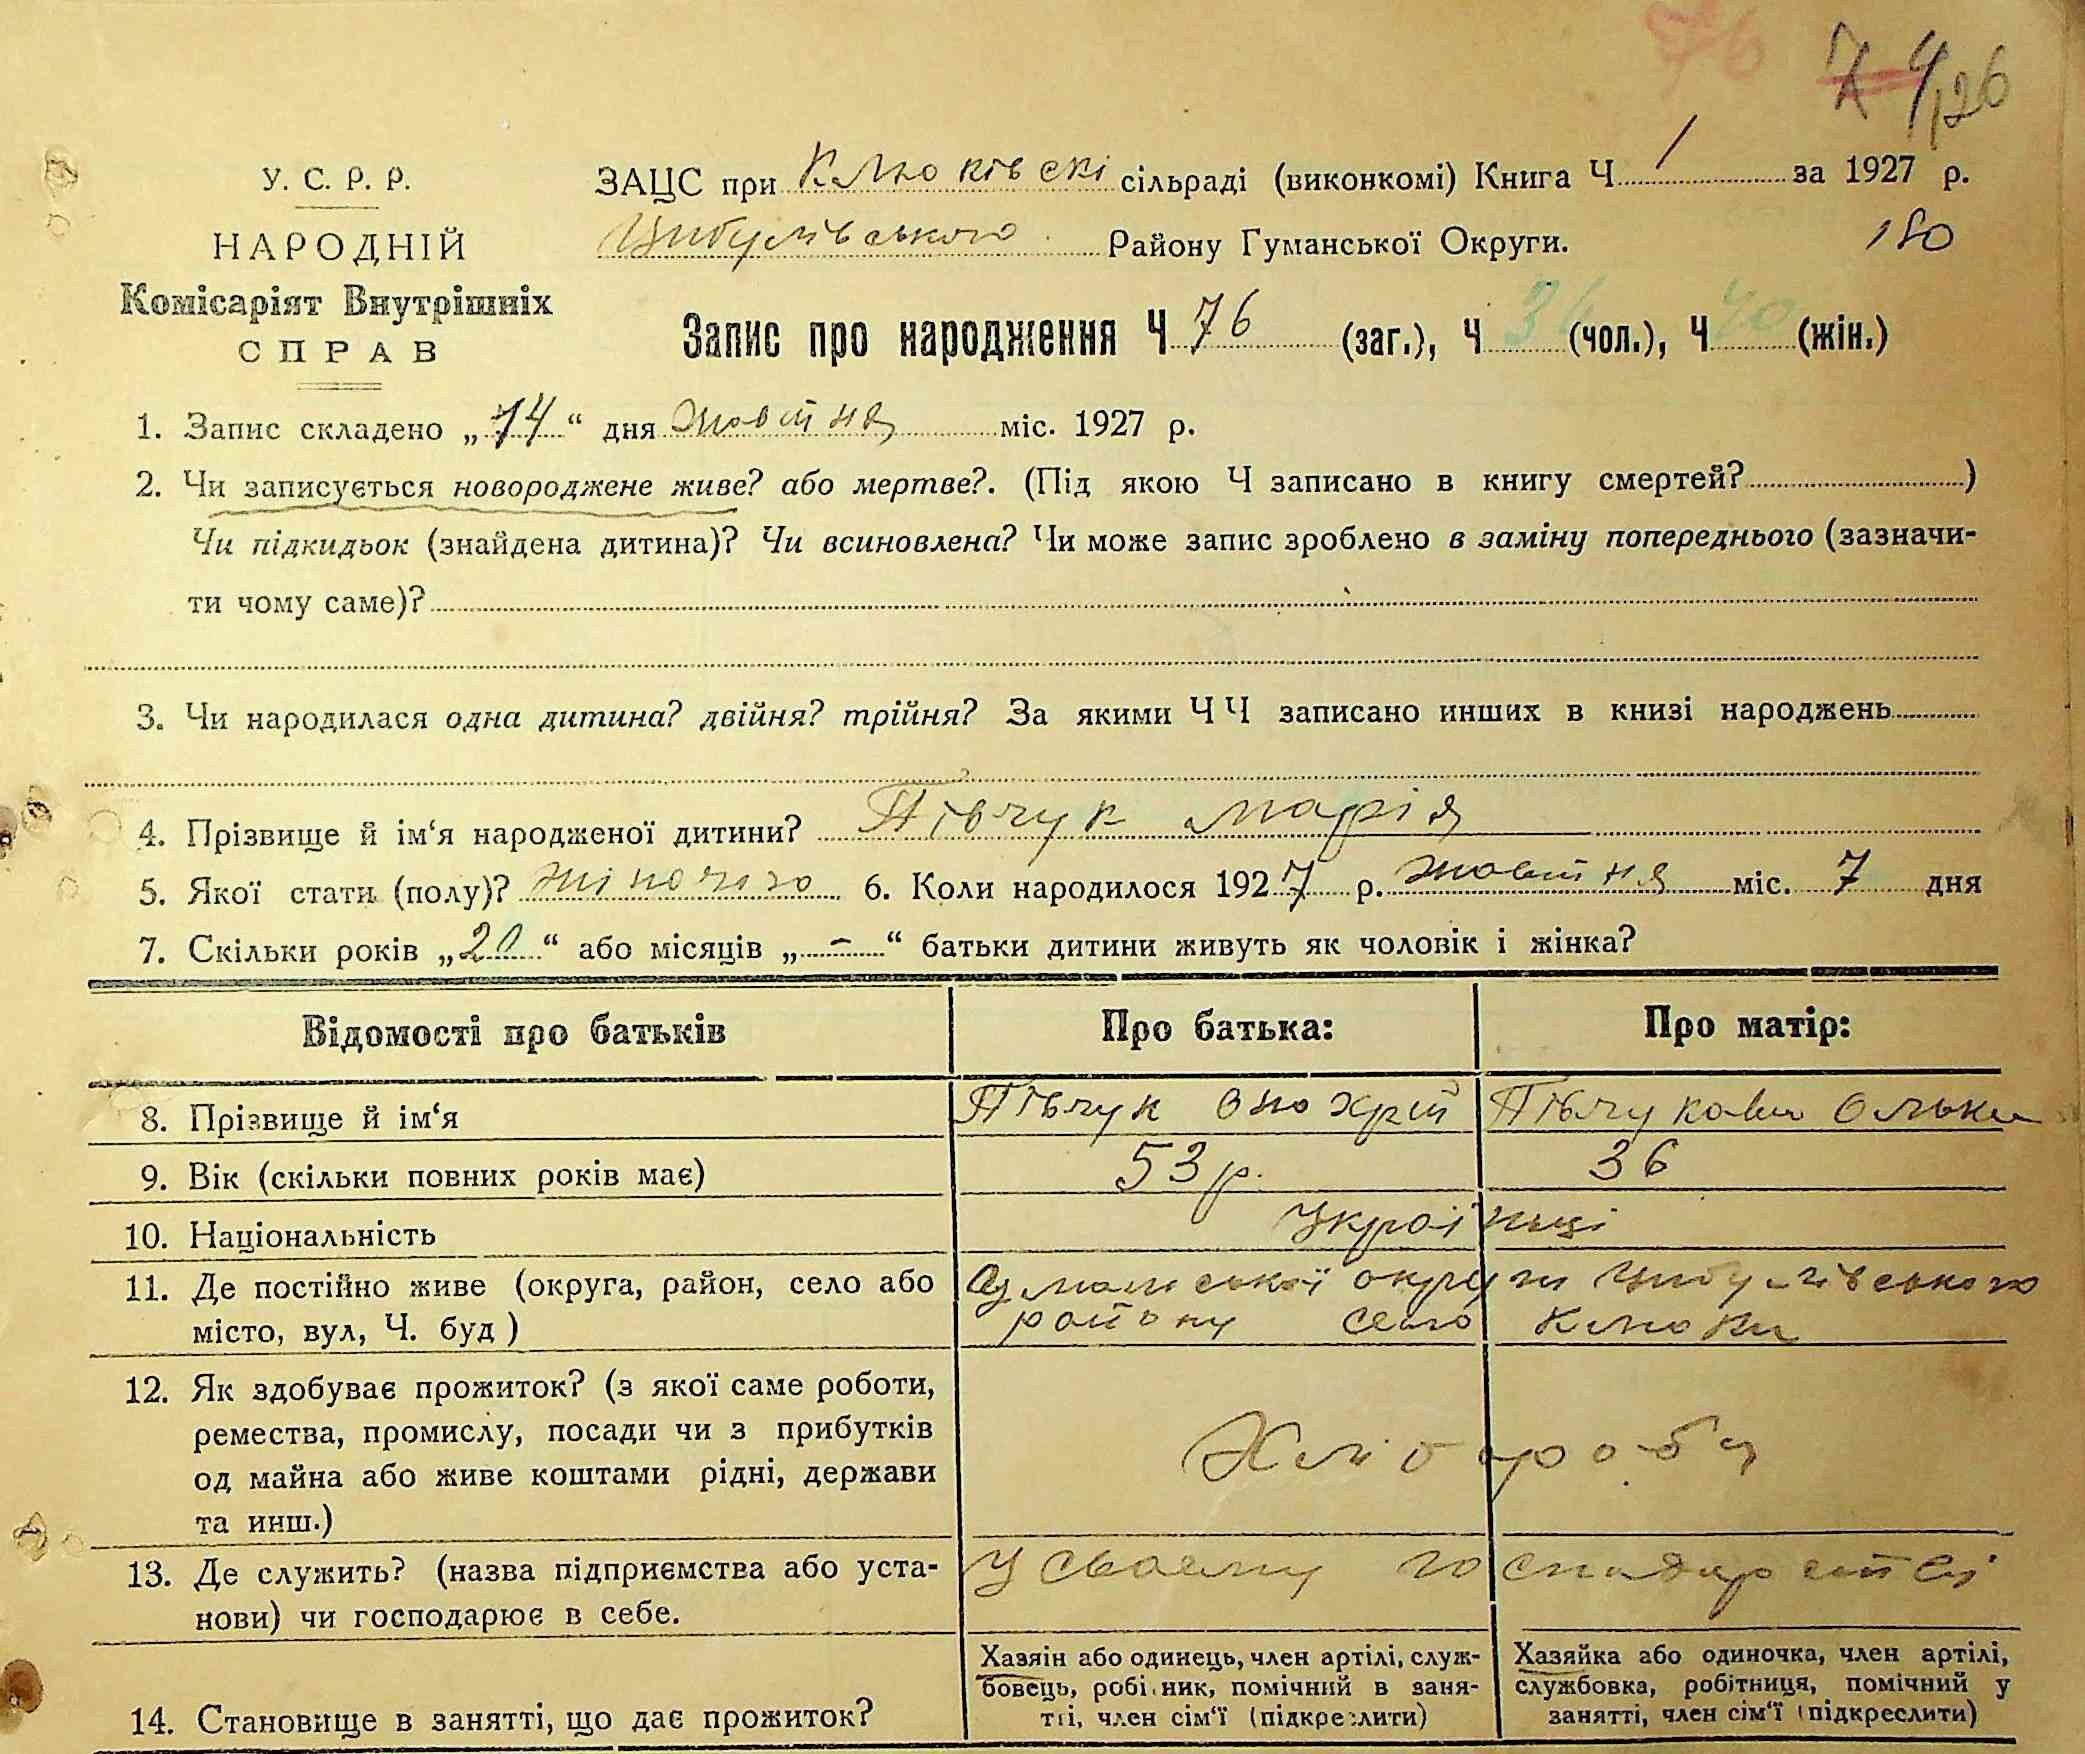 76 74 126
У. С. Р. Р.
НАРОДНІЙ
Комісаріят Внутрішніх
СПРАВ
ЗАЦС при Клюківскі сільраді (виконкомі) Книга Ч 1 за 1927 р.
Цибулівського Району Гуманської Округи.
180
Запис про народження Ч 76 (заг.), Ч 36 (чол.), Ч 40 (жін.)
1. Запис складено „14“ дня жовтня міс. 1927 р.
2. Чи записується новороджене живе? або мертве?. (Під якою Ч записано в книгу смертей?)
Чи підкидьок (знайдена дитина)? Чи всиновлена? Чи може запис зроблено в заміну попереднього (зазначи-
ти чому саме)?
3. Чи народилася одна дитина? двійня? трійня? За якими ЧЧ записано инших в книзі народжень
4. Прізвище й ім‘я народженої дитини? Півчук марія
5. Якої стати (полу)? жіночого 6. Коли народилося 1927 р. жовтня міс. 7 дня
7. Скільки років „20“ або місяців „-“ батьки дитини живуть як чоловік і жінка?
Відомості про батьків Про батька: Про матір:
8. Прізвище й ім‘я Півчук Онохрій Півчукова Олька
9. Вік (скільки повних років має) 53 р. 36
10. Національність Українці
11. Де постійно живе (округа, район, село або Гуманської округи Цибулівського
місто, вул, Ч. буд) району село Клюки
12. Як здобуває прожиток? (з якої саме роботи,
ремества, промислу, посади чи з прибутків
од майна або живе коштами рідні, держави
та инш.)
Хліброби
13. Де служить? (назва підприємства або уста- У своему господарстві
нови) чи господарює в себе.
14. Становище в занятті, що дає прожиток?
Хазяін або одинець, член артілі, служ-
бовець, робітник, помічний в заня-
тті, член сім‘ї (підкреслити)
Хазяйка або одиночка, член артілі,
службовка, робітниця, помічний у
занятті, член сім‘ї (підкреслити)